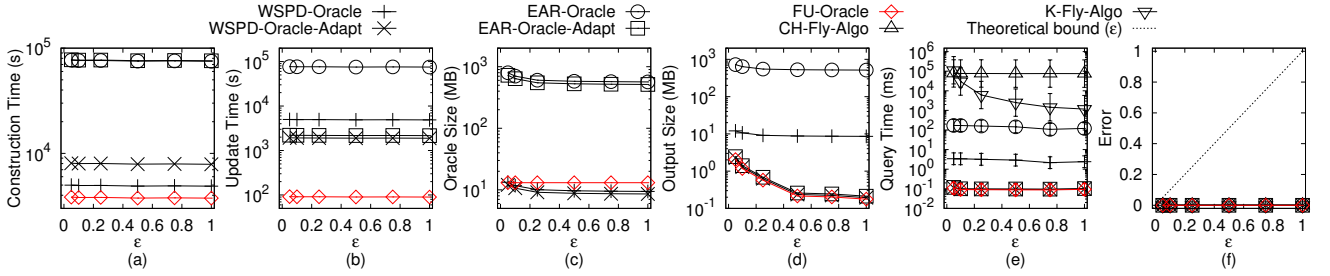 WSPD-Oracle
WSPD-Oracle-Adapt
EAR-Oracle
EAR-Oracle-Adapt
FU-Oracle
CH-Fly-Algo
K-Fly-Algo
Theoretical bound (ε)
Construction Time (s)
10^5
10^4
0 0.2 0.4 0.6 0.8 1
ε
(a)
Update Time (s)
10^5
10^4
10^3
10^2
0 0.2 0.4 0.6 0.8 1
ε
(b)
Oracle Size (MB)
10^3
10^2
10^1
0 0.2 0.4 0.6 0.8 1
ε
(c)
Output Size (MB)
10^3
10^2
10^1
10^0
10^-1
0 0.2 0.4 0.6 0.8 1
ε
(d)
Query Time (ms)
10^6
10^5
10^4
10^3
10^2
10^1
10^0
10^-1
10^-2
0 0.2 0.4 0.6 0.8 1
ε
(e)
Error
1
0.8
0.6
0.4
0.2
0
0 0.2 0.4 0.6 0.8 1
ε
(f)